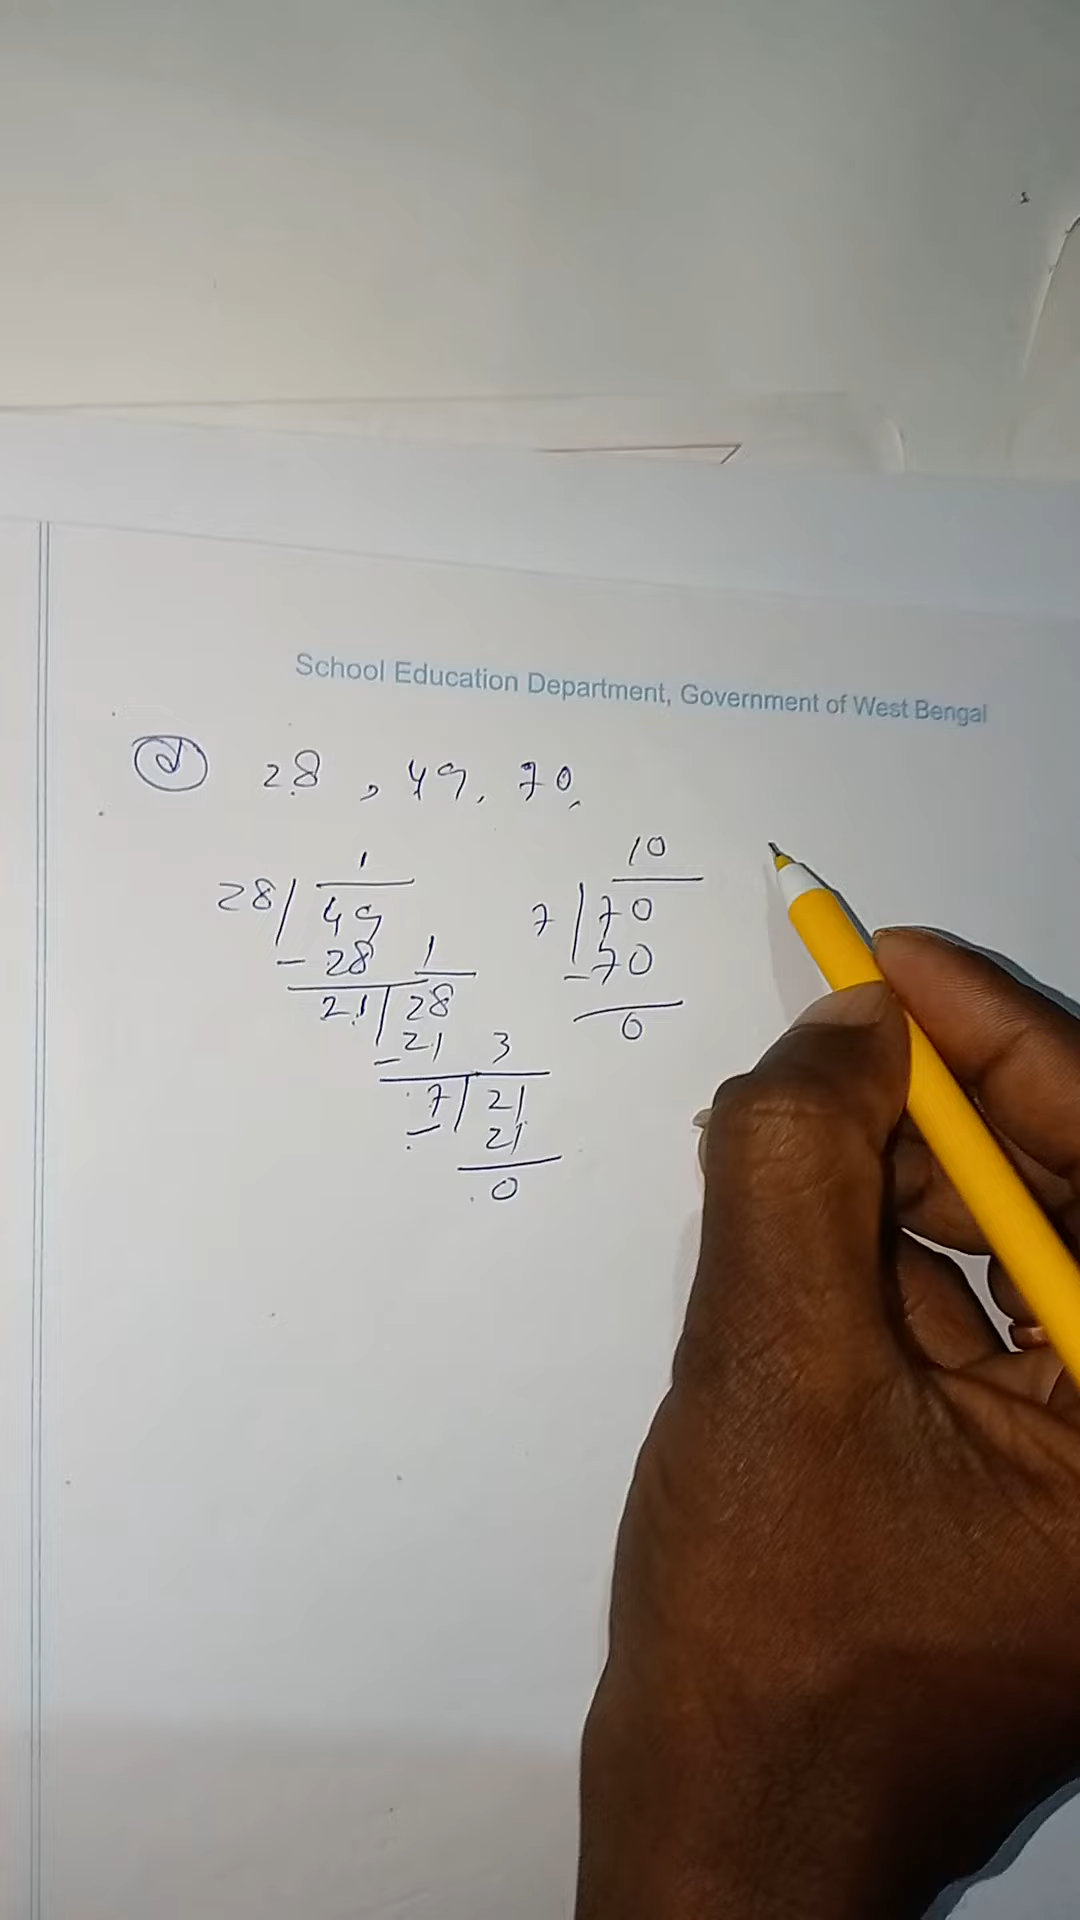 School Education Department, Government of West Bengal
d 28, 49, 70,
1
28 49
- 28 1
21 28
- 21 3
7 21
- 21
0
10
7 70
- 70
0